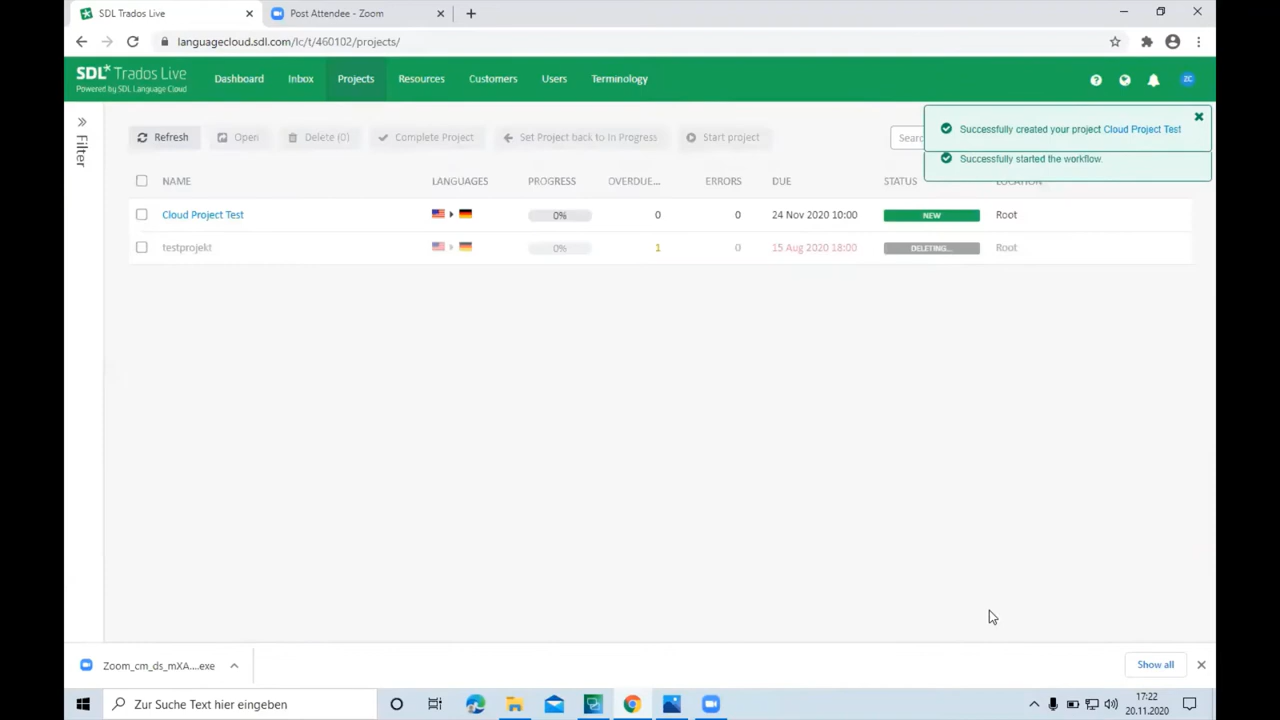 SDL Trados Live
Post Attendee - Zoom
languagecloud.sdl.com/lc/t/460102/projects/
SDL* Trados Live
Powered by SDL Language Cloud
Dashboard
Inbox
Projects
Resources
Customers
Users
Terminology
ZC
Filter
Refresh
Open
Delete (0)
Complete Project
Set Project back to In Progress
Start project
Sear
Successfully created your project Cloud Project Test
Successfully started the workflow.
NAME
LANGUAGES
PROGRESS
OVERDUE...
ERRORS
DUE
STATUS
LOCATION
Cloud Project Test
0%
0
0
24 Nov 2020 10:00
NEW
Root
testprojekt
0%
1
0
15 Aug 2020 18:00
DELETING...
Root
Zoom_cm_ds_mXA....exe
Show all
Zur Suche Text hier eingeben
17:22
20.11.2020